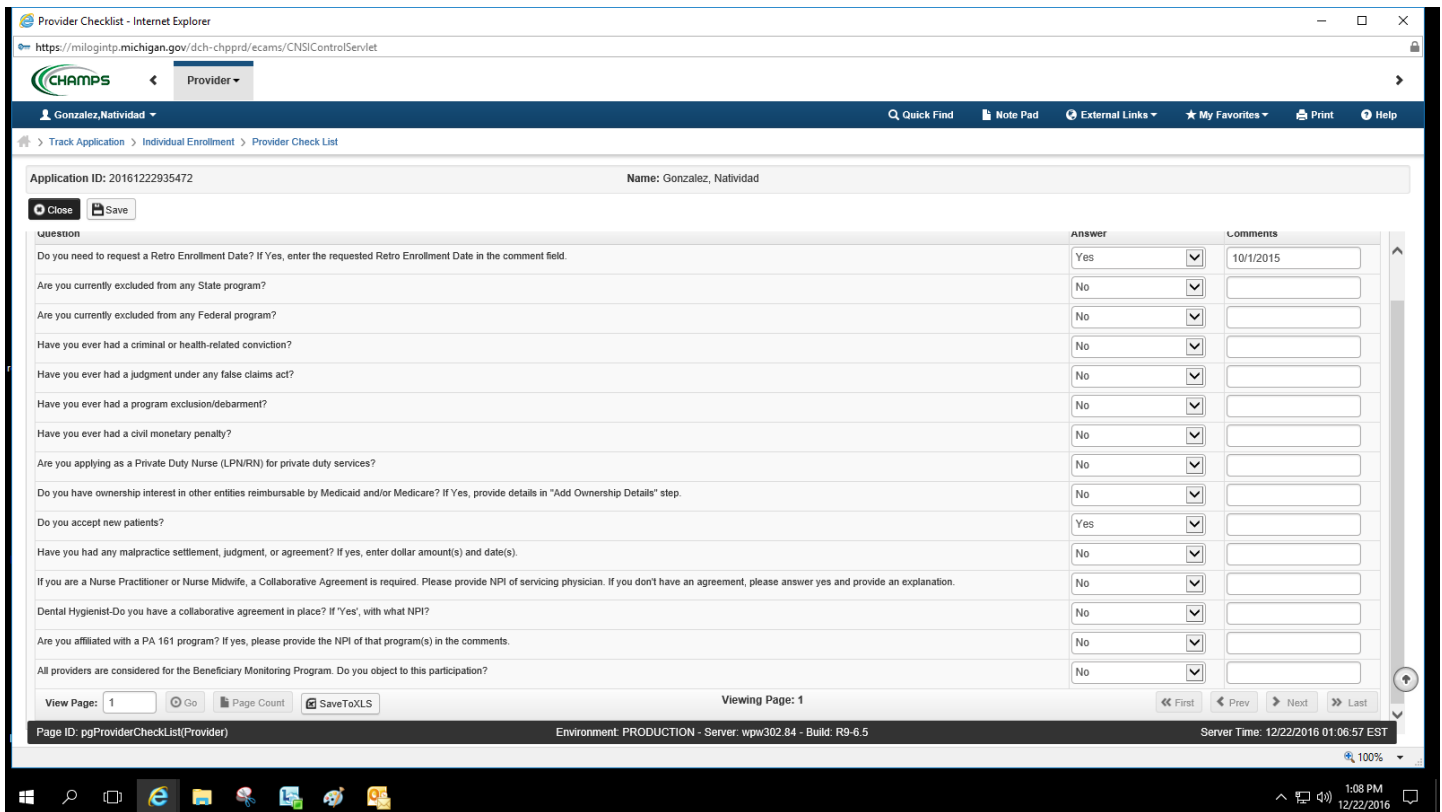 Provider Checklist - Internet Explorer
https://milogintp.michigan.gov/dch-chpprd/ecams/CNSIControlServlet
CHAMPS
Provider
Gonzalez,Natividad
Quick Find
Note Pad
External Links
My Favorites
Print
Help
> Track Application > Individual Enrollment > Provider Check List
Application ID: 20161222935472
Name: Gonzalez, Natividad
Close
Save
Question Answer Comments
Do you need to request a Retro Enrollment Date? If Yes, enter the requested Retro Enrollment Date in the comment field. Yes 10/1/2015
Are you currently excluded from any State program? No
Are you currently excluded from any Federal program? No
Have you ever had a criminal or health-related conviction? No
Have you ever had a judgment under any false claims act? No
Have you ever had a program exclusion/debarment? No
Have you ever had a civil monetary penalty? No
Are you applying as a Private Duty Nurse (LPN/RN) for private duty services? No
Do you have ownership interest in other entities reimbursable by Medicaid and/or Medicare? If Yes, provide details in "Add Ownership Details" step. No
Do you accept new patients? Yes
Have you had any malpractice settlement, judgment, or agreement? If yes, enter dollar amount(s) and date(s). No
If you are a Nurse Practitioner or Nurse Midwife, a Collaborative Agreement is required. Please provide NPI of servicing physician. If you don't have an agreement, please answer yes and provide an explanation. No
Dental Hygienist-Do you have a collaborative agreement in place? If 'Yes', with what NPI? No
Are you affiliated with a PA 161 program? If yes, please provide the NPI of that program(s) in the comments. No
All providers are considered for the Beneficiary Monitoring Program. Do you object to this participation? No
View Page: 1 Go Page Count SaveToXLS Viewing Page: 1 First Prev Next Last
Page ID: pgProviderCheckList(Provider) Environment: PRODUCTION - Server: wpw302.84 - Build: R9-6.5 Server Time: 12/22/2016 01:06:57 EST
100%
1:08 PM
12/22/2016